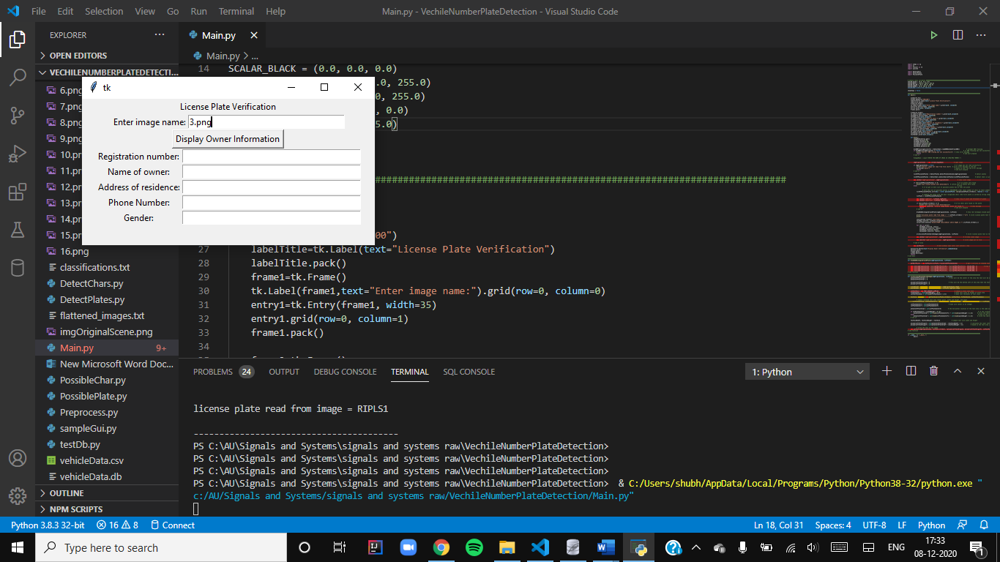 File Edit Selection View Go Run Terminal Help Main.py - VechileNumberPlateDetection - Visual Studio Code
EXPLORER
OPEN EDITORS
VECHILENUMBERPLATEDETECTI...
6.png
7.png
8.png
9.png
10.pn
11.pn
12.pn
13.pn
14.pn
15.pn
16.png
classifications.txt
DetectChars.py
DetectPlates.py
flattened_images.txt
imgOriginalScene.png
Main.py 9+
New Microsoft Word Doc...
PossibleChar.py
PossiblePlate.py
Preprocess.py
sampleGui.py
testDb.py
vehicleData.csv
vehicleData.db
OUTLINE
NPM SCRIPTS
Main.py
Main.py > ...
14 SCALAR_BLACK = (0.0, 0.0, 0.0)
.0, 255.0)
, 255.0)
, 0.0)
5.0)
##########################################################################
00")
27 labelTitle=tk.Label(text="License Plate Verification")
28 labelTitle.pack()
29 frame1=tk.Frame()
30 tk.Label(frame1,text="Enter image name:").grid(row=0, column=0)
31 entry1=tk.Entry(frame1, width=35)
32 entry1.grid(row=0, column=1)
33 frame1.pack()
34
tk
License Plate Verification
Enter image name: 3.png
Display Owner Information
Registration number:
Name of owner:
Address of residence:
Phone Number:
Gender:
PROBLEMS 24 OUTPUT DEBUG CONSOLE TERMINAL SQL CONSOLE 1: Python
license plate read from image = RIPLS1
----------------------------------------
PS C:\AU\Signals and Systems\signals and systems raw\VechileNumberPlateDetection>
PS C:\AU\Signals and Systems\signals and systems raw\VechileNumberPlateDetection>
PS C:\AU\Signals and Systems\signals and systems raw\VechileNumberPlateDetection>
PS C:\AU\Signals and Systems\signals and systems raw\VechileNumberPlateDetection> & C:/Users/shubh/AppData/Local/Programs/Python/Python38-32/python.exe "
c:/AU/Signals and Systems/signals and systems raw/VechileNumberPlateDetection/Main.py"
Python 3.8.3 32-bit 16 8 Connect Ln 18, Col 31 Spaces: 4 UTF-8 LF Python
Type here to search
ENG
17:33
08-12-2020
1